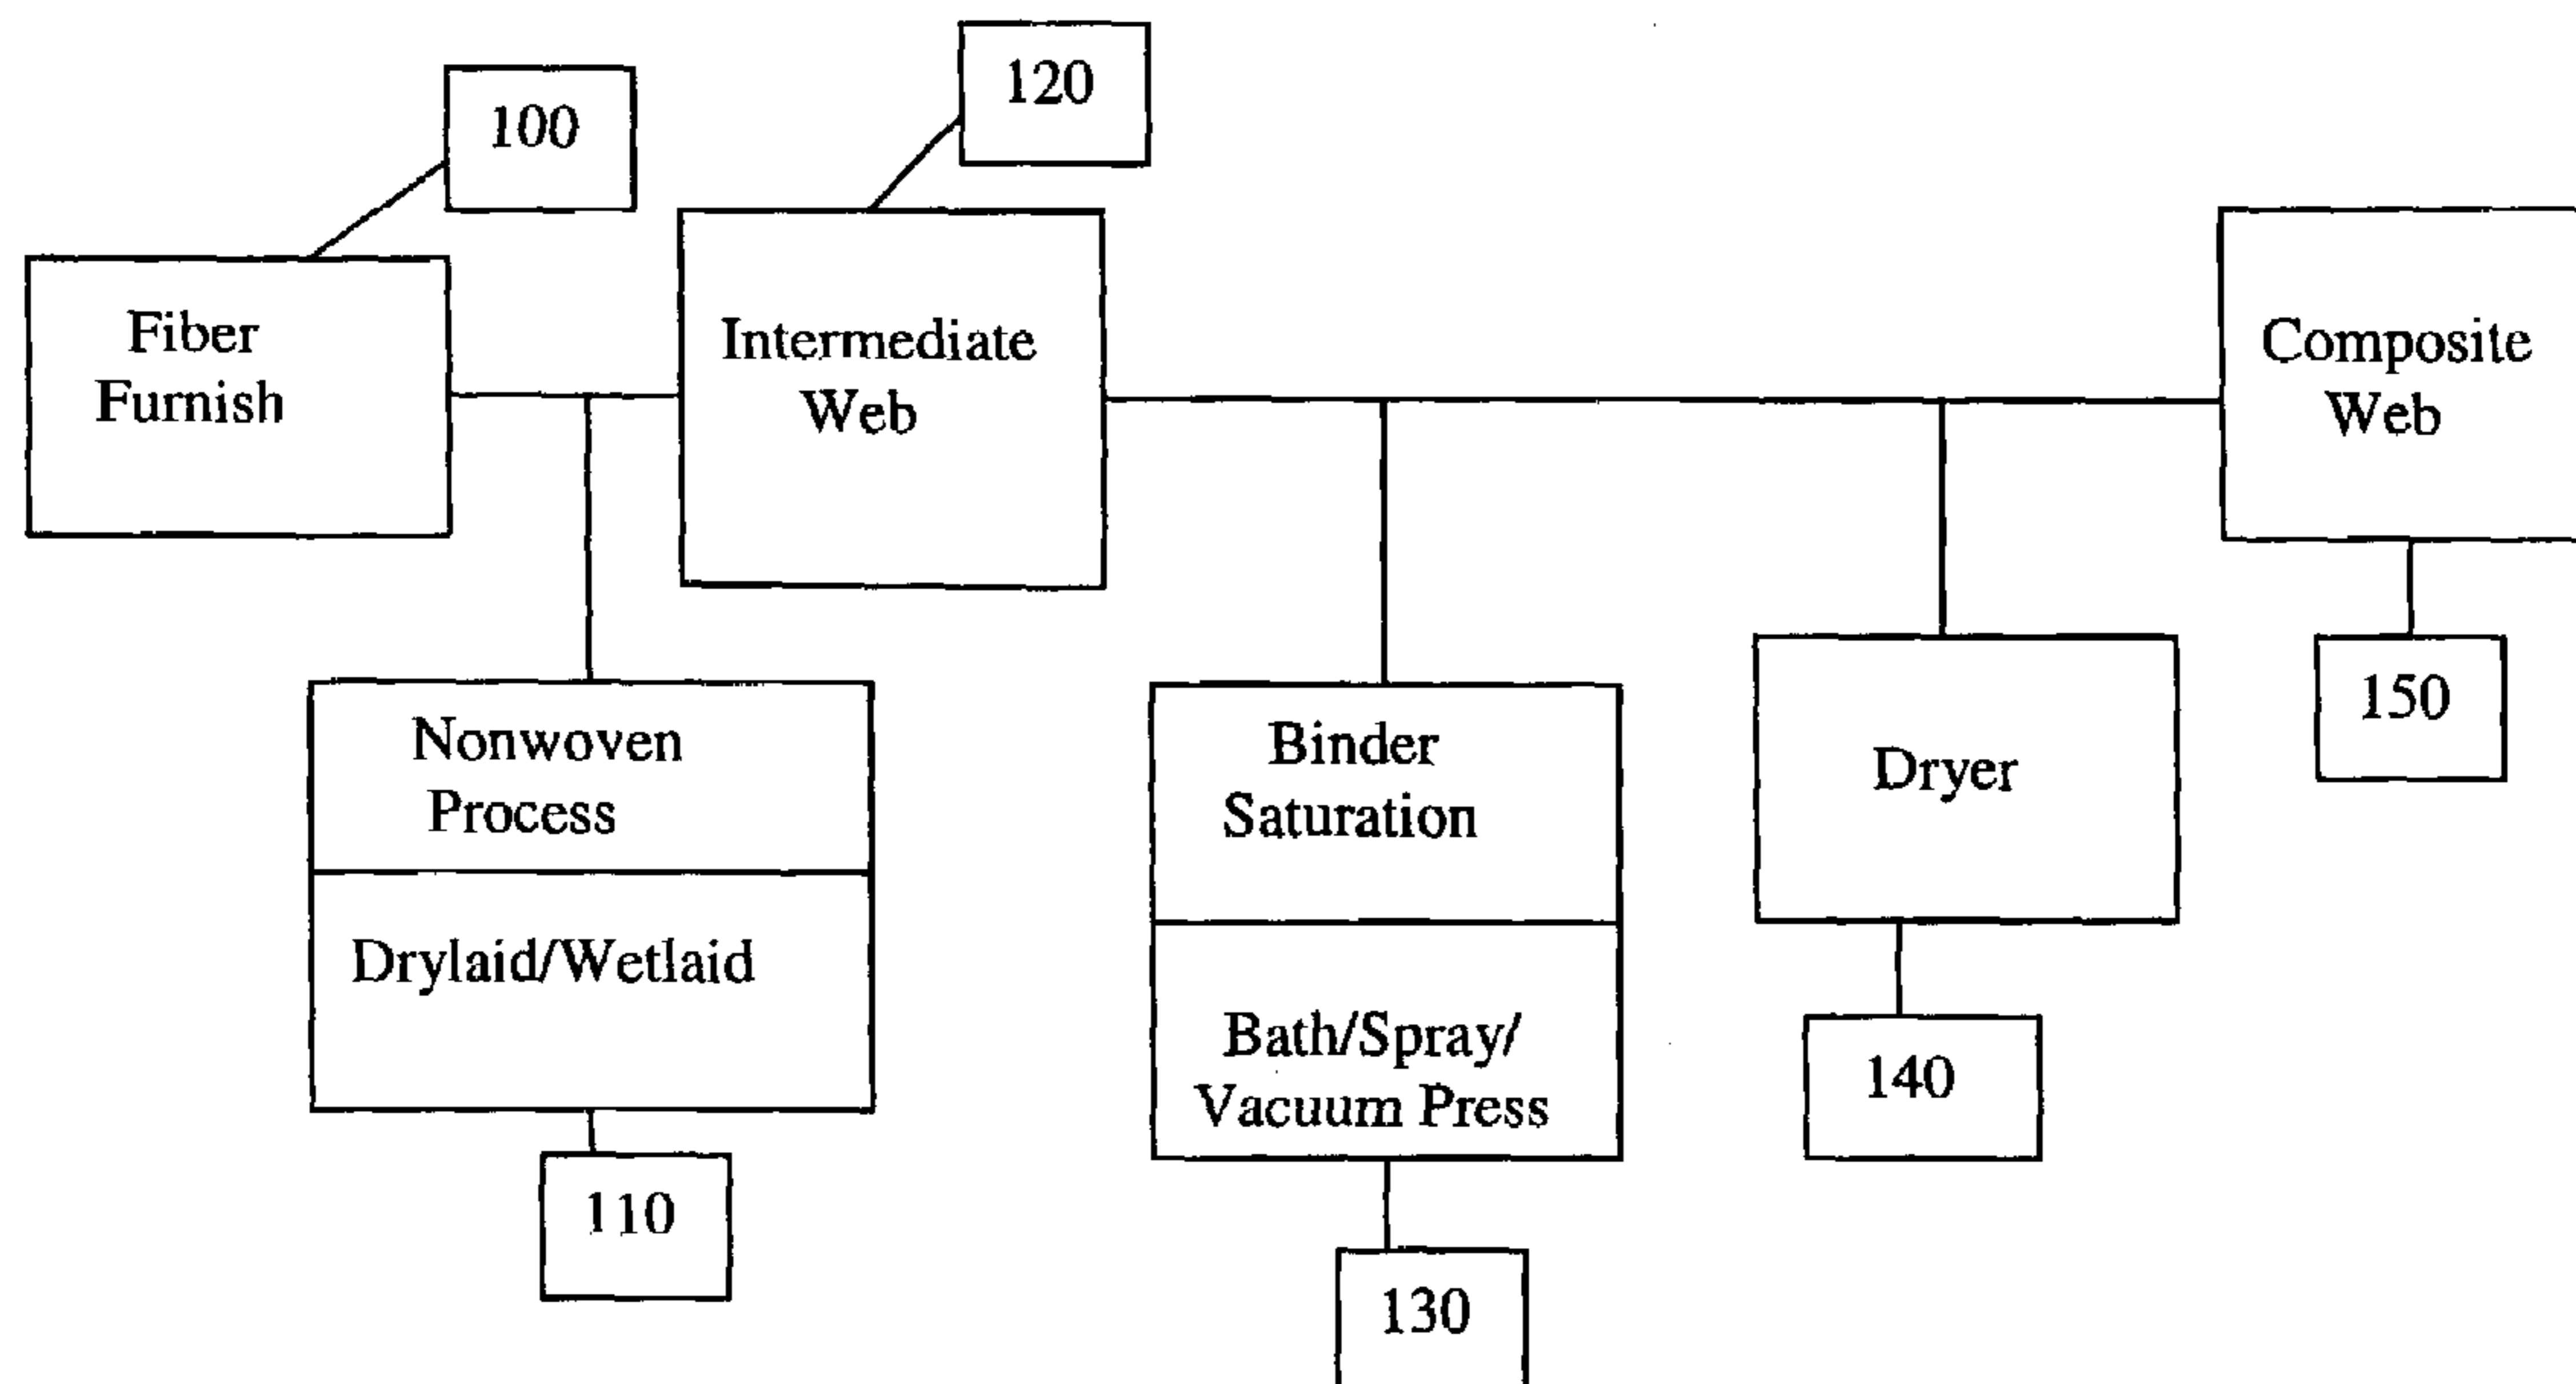 120
100
Fiber
Furnish
Intermediate
Web
Composite
Web
Nonwoven
Process
Drylaid/Wetlaid
110
Binder
Saturation
Bath/Spray/
Vacuum Press
130
Dryer
140
150